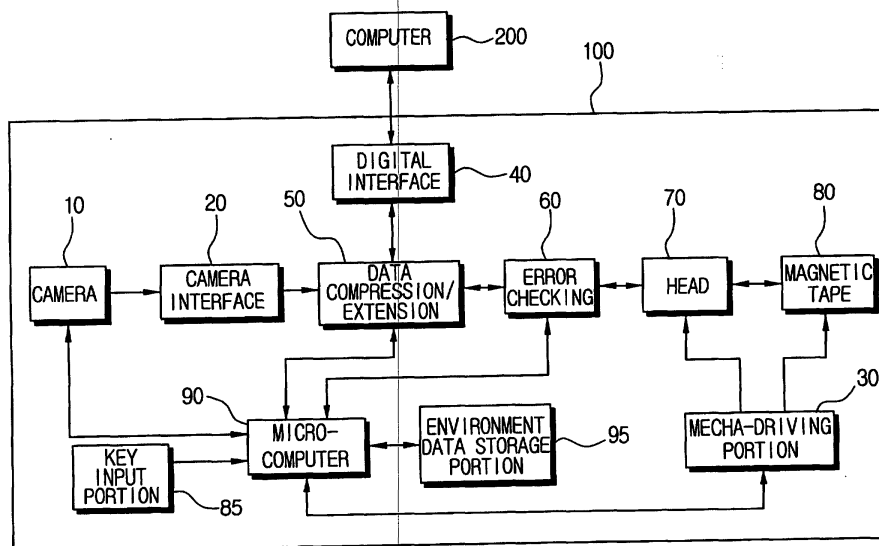 COMPUTER
200
100
DIGITAL
INTERFACE
40
10
20
50
60
70
80
CAMERA
CAMERA
INTERFACE
DATA
COMPRESSION/
EXTENSION
ERROR
CHECKING
HEAD
MAGNETIC
TAPE
90
30
MICRO-
COMPUTER
ENVIRONMENT
DATA STORAGE
PORTION
95
MECHA-DRIVING
PORTION
KEY
INPUT
PORTION
85